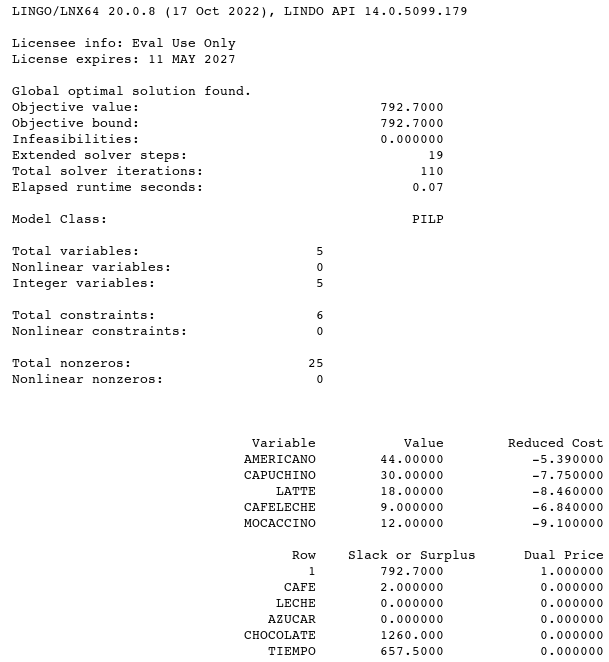 LINGO/LNX64 20.0.8 (17 Oct 2022), LINDO API 14.0.5099.179
Licensee info: Eval Use Only
License expires: 11 MAY 2027
Global optimal solution found.
Objective value: 792.7000
Objective bound: 792.7000
Infeasibilities: 0.000000
Extended solver steps: 19
Total solver iterations: 110
Elapsed runtime seconds: 0.07
Model Class: PILP
Total variables: 5
Nonlinear variables: 0
Integer variables: 5
Total constraints: 6
Nonlinear constraints: 0
Total nonzeros: 25
Nonlinear nonzeros: 0
Variable Value Reduced Cost
AMERICANO 44.00000 -5.390000
CAPUCHINO 30.00000 -7.750000
LATTE 18.00000 -8.460000
CAFELECHE 9.000000 -6.840000
MOCACCINO 12.00000 -9.100000
Row Slack or Surplus Dual Price
1 792.7000 1.000000
CAFE 2.000000 0.000000
LECHE 0.000000 0.000000
AZUCAR 0.000000 0.000000
CHOCOLATE 1260.000 0.000000
TIEMPO 657.5000 0.000000